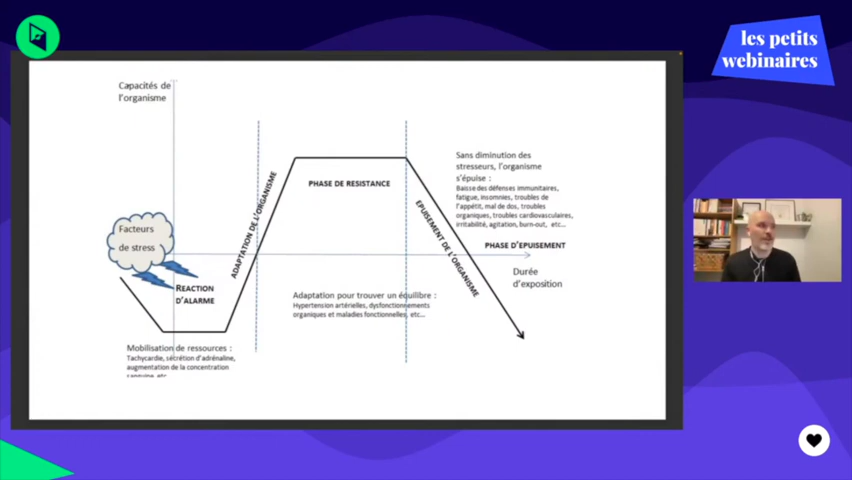 les petits
webinaires
Capacités de
l'organisme
Facteurs
de stress
REACTION
D'ALARME
Mobilisation de ressources :
Tachycardie, sécrétion d'adrénaline,
augmentation de la concentration
sanguine, etc
ADAPTATION DE L'ORGANISME
PHASE DE RESISTANCE
Adaptation pour trouver un équilibre :
Hypertension artérielles, dysfonctionnements
organiques et maladies fonctionnelles, etc...
EPUISEMENT DE L'ORGANISME
Sans diminution des
stresseurs, l'organisme
s'épuise :
Baisse des défenses immunitaires,
fatigue, insomnies, troubles de
l'appétit, mal de dos, troubles
organiques, troubles cardiovasculaires,
irritabilité, agitation, burn-out, etc...
PHASE D'EPUISEMENT
Durée
d'exposition